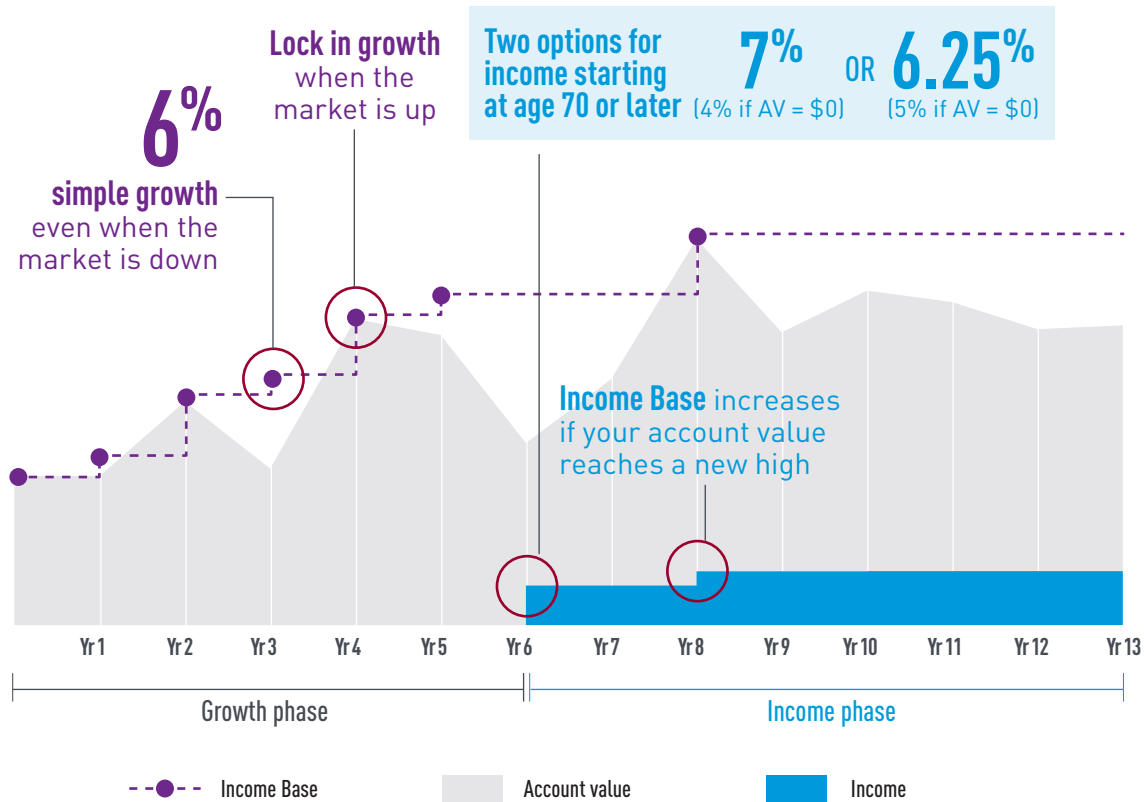 6%
simple growth
even when the
market is down
Lock in growth
when the
market is up
Two options for
income starting
at age 70 or later
7%
(4% if AV = $0)
OR
6.25%
(5% if AV = $0)
Income Base increases
if your account value
reaches a new high
Yr 1 Yr 2 Yr 3 Yr 4 Yr 5 Yr 6 Yr 7 Yr 8 Yr 9 Yr 10 Yr 11 Yr 12 Yr 13
Growth phase
Income phase
Income Base
Account value
Income